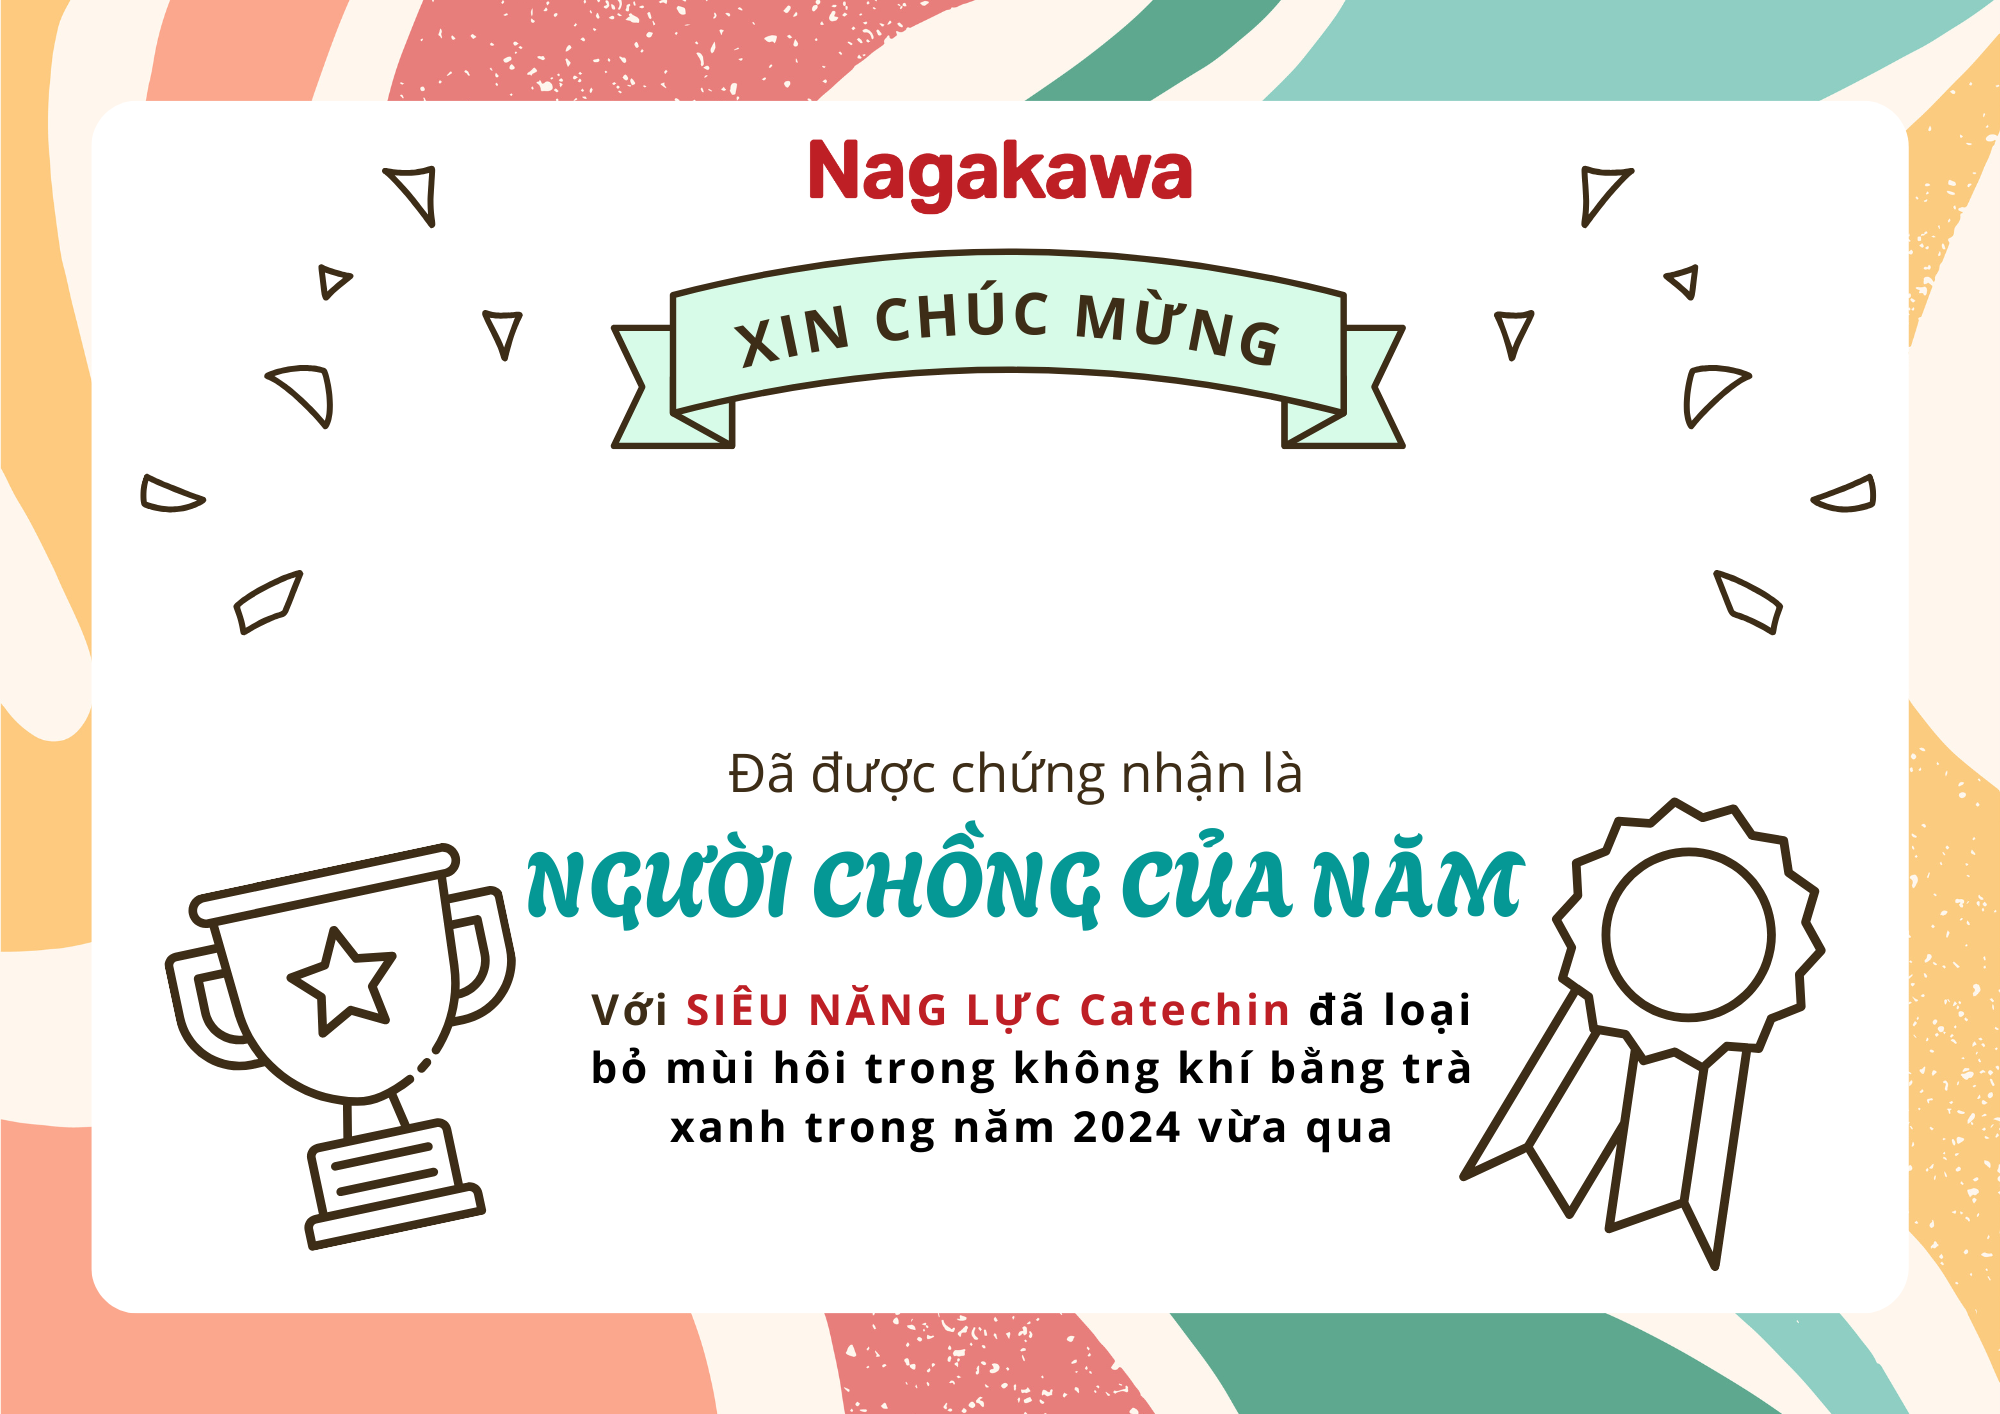 Nagakawa
XIN CHÚC MỪNG
Đã được chứng nhận là
NGƯỜI CHỒNG CỦA NĂM
Với SIÊU NĂNG LỰC Catechin đã loại
bỏ mùi hôi trong không khí bằng trà
xanh trong năm 2024 vừa qua